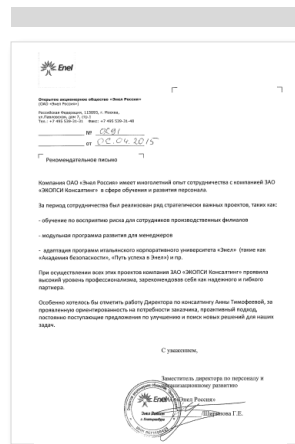 Enel
Открытое акционерное общество «Энел Россия»
(ОАО «Энел Россия»)
Российская Федерация, г. Москва,
ул. Павловская, дом 7, стр.1
Тел.: +7 495 539-31-31 Факс: +7 495 539-31-40
№
от 2015
Рекомендательное письмо
Компания ОАО «Энел Россия» имеет многолетний опыт сотрудничества с компанией ЗАО
«ЭКОПСИ Консалтинг» в сфере обучения и развития персонала.
За период сотрудничества был реализован ряд стратегически важных проектов, таких как:
- обучение по восприятию риска для сотрудников производственных филиалов
- модульная программа развития для менеджеров
- адаптация программ итальянского корпоративного университета «Энел» (такие как
«Академия безопасности», «Путь успеха в Энел») и пр.
При осуществлении всех этих проектов компания ЗАО «ЭКОПСИ Консалтинг» проявила
высокий уровень профессионализма, зарекомендовав себя как надежного и гибкого
партнера.
Особенно хотелось бы отметить работу Директора по консалтингу Анны Тимофеевой, за
проявленную ориентированность на потребности заказчика, проактивный подход,
постоянно поступающие предложения по улучшению и поиск новых решений для наших
задач.
С уважением,
Заместитель директора по персоналу и
организационному развитию
«Энел Россия»
Enel
Г.Е.